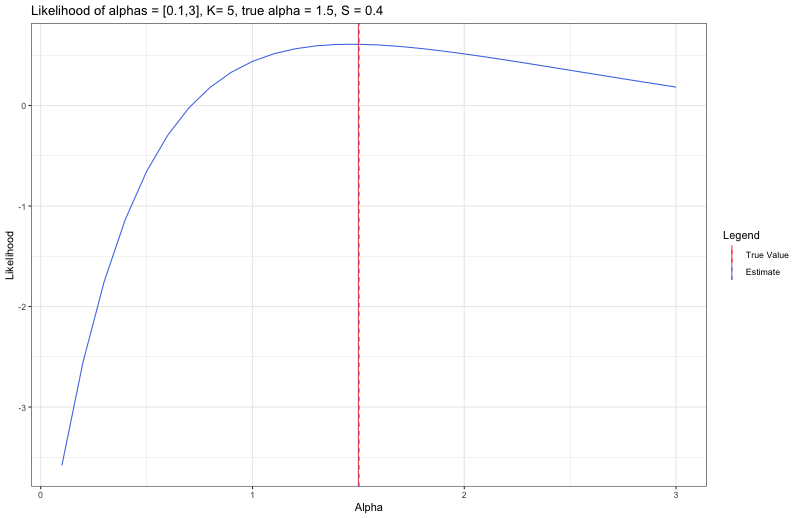 Likelihood of alphas = [0.1,3], K= 5, true alpha = 1.5, S = 0.4
0
-1
-2
-3
Likelihood
0
1
2
3
Alpha
Legend
True Value
Estimate